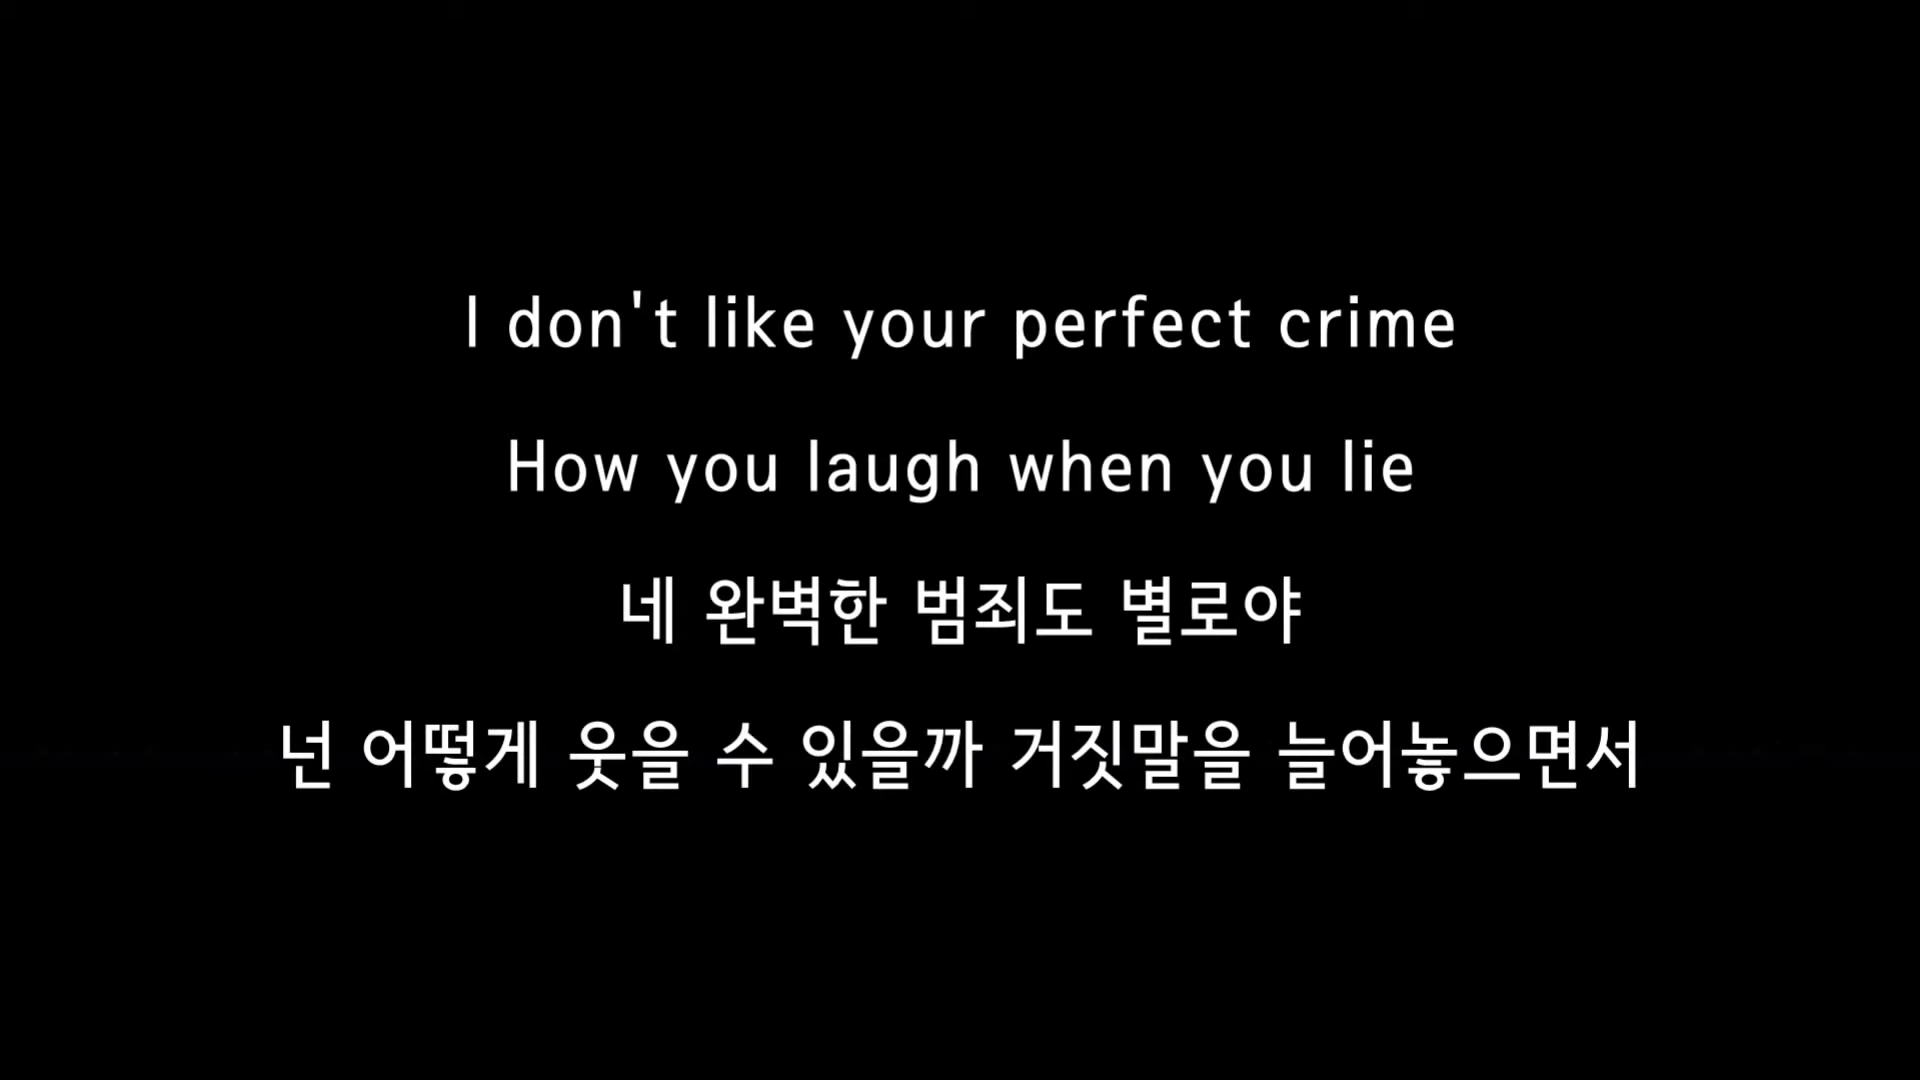 I don't like your perfect crime
How you laugh when you lie
네 완벽한 범죄도 별로야
넌 어떻게 웃을 수 있을까 거짓말을 늘어놓으면서